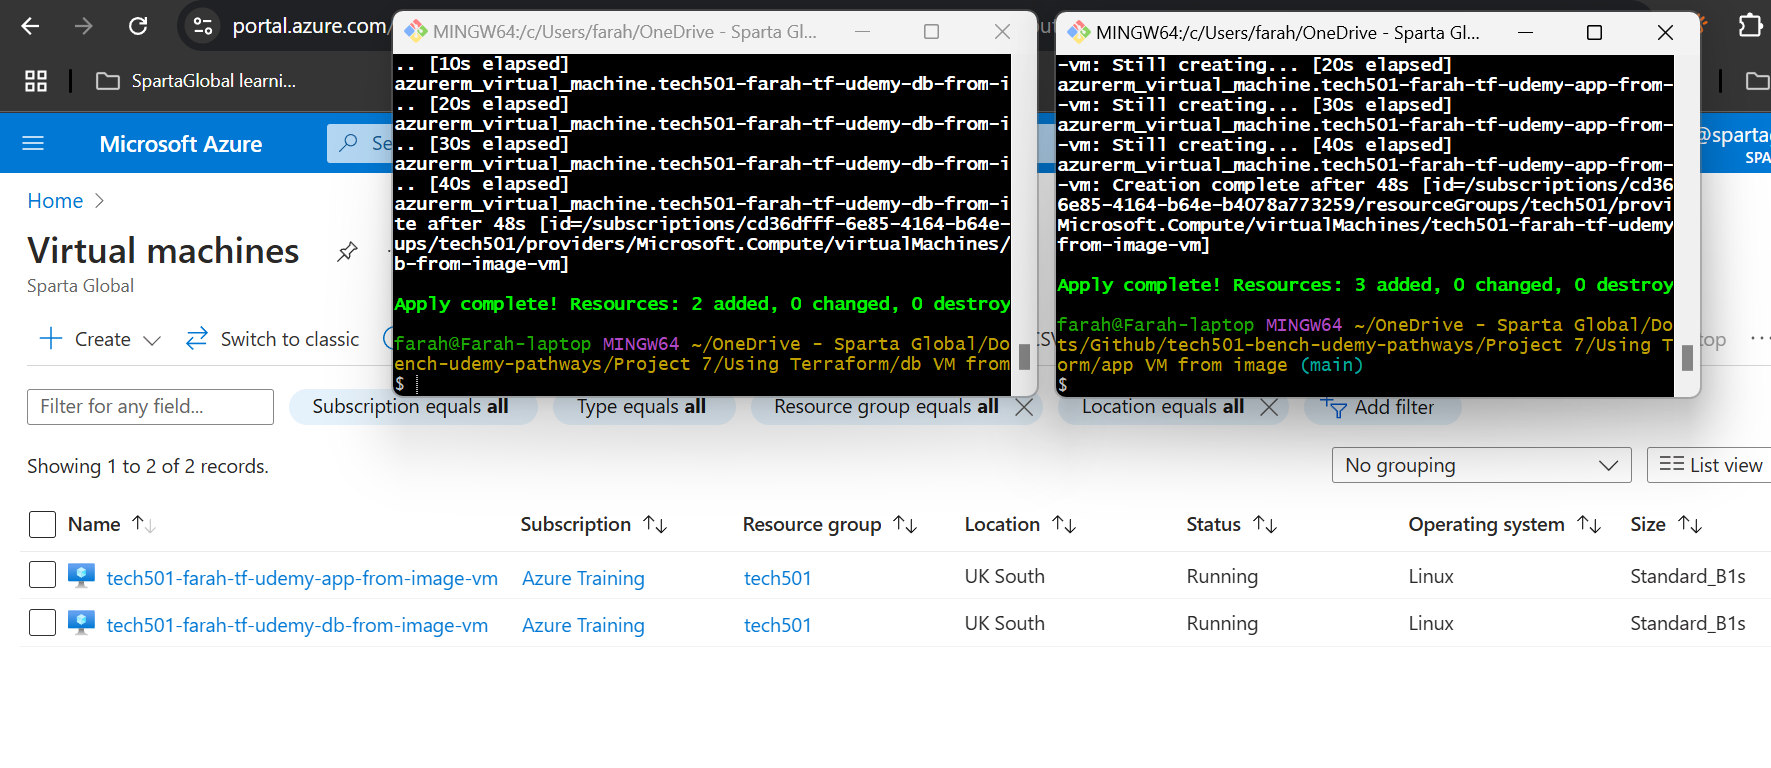 portal.azure.com/
SpartaGlobal learni...
Microsoft Azure
Se
@sparta
SPA
Home
Virtual machines
Sparta Global
Create
Switch to classic
MINGW64:/c/Users/farah/OneDrive - Sparta Gl...
.. [10s elapsed]
azurerm_virtual_machine.tech501-farah-tf-udemy-db-from-i
.. [20s elapsed]
azurerm_virtual_machine.tech501-farah-tf-udemy-db-from-i
.. [30s elapsed]
azurerm_virtual_machine.tech501-farah-tf-udemy-db-from-i
.. [40s elapsed]
azurerm_virtual_machine.tech501-farah-tf-udemy-db-from-i
te after 48s [id=/subscriptions/cd36dfff-6e85-4164-b64e-
ups/tech501/providers/Microsoft.Compute/virtualMachines/
b-from-image-vm]
Apply complete! Resources: 2 added, 0 changed, 0 destroy
farah@Farah-laptop MINGW64 ~/OneDrive - Sparta Global/Do
ench-udemy-pathways/Project 7/Using Terraform/db VM from
$
MINGW64:/c/Users/farah/OneDrive - Sparta Gl...
-vm: Still creating... [20s elapsed]
azurerm_virtual_machine.tech501-farah-tf-udemy-app-from-
-vm: Still creating... [30s elapsed]
azurerm_virtual_machine.tech501-farah-tf-udemy-app-from-
-vm: Still creating... [40s elapsed]
azurerm_virtual_machine.tech501-farah-tf-udemy-app-from-
-vm: Creation complete after 48s [id=/subscriptions/cd36
6e85-4164-b64e-b4078a773259/resourceGroups/tech501/provi
Microsoft.Compute/virtualMachines/tech501-farah-tf-udemy
from-image-vm]
Apply complete! Resources: 3 added, 0 changed, 0 destroy
farah@Farah-laptop MINGW64 ~/OneDrive - Sparta Global/Do
ts/Github/tech501-bench-udemy-pathways/Project 7/Using T
orm/app VM from image (main)
$
Filter for any field...
Subscription equals all
Type equals all
Resource group equals all
Location equals all
Add filter
Showing 1 to 2 of 2 records.
No grouping
List view
Name Subscription Resource group Location Status Operating system Size
tech501-farah-tf-udemy-app-from-image-vm Azure Training tech501 UK South Running Linux Standard_B1s
tech501-farah-tf-udemy-db-from-image-vm Azure Training tech501 UK South Running Linux Standard_B1s